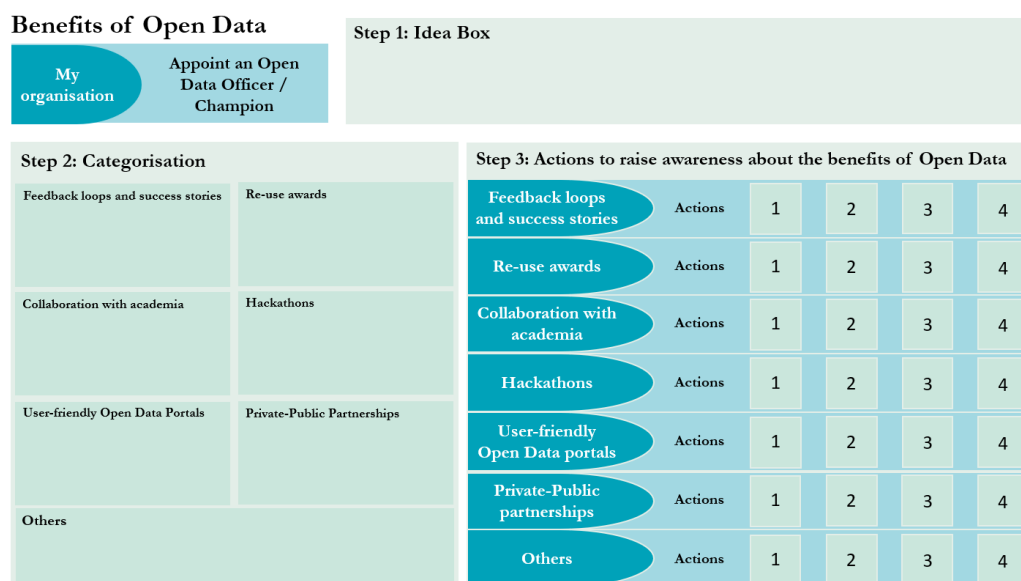 Benefits of Open Data
My
organisation
Appoint an Open
Data Officer /
Champion
Step 1: Idea Box
Step 2: Categorisation
Feedback loops and success stories
Re-use awards
Collaboration with academia
Hackathons
User-friendly Open Data Portals
Private-Public Partnerships
Others
Step 3: Actions to raise awareness about the benefits of Open Data
Feedback loops
and success stories
Actions 1 2 3 4
Re-use awards
Actions 1 2 3 4
Collaboration with
academia
Actions 1 2 3 4
Hackathons
Actions 1 2 3 4
User-friendly
Open Data portals
Actions 1 2 3 4
Private-Public
partnerships
Actions 1 2 3 4
Others
Actions 1 2 3 4